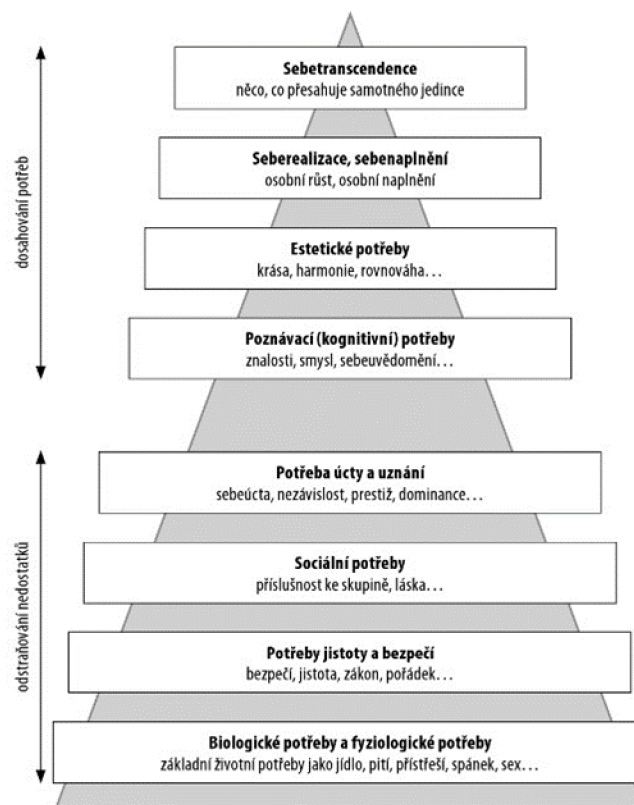 Sebetranscendence
něco, co přesahuje samotného jedince
Seberealizace, sebenaplnění
osobní růst, osobní naplnění
Estetické potřeby
krása, harmonie, rovnováha…
Poznávací (kognitivní) potřeby
znalosti, smysl, sebeuvědomění…
dosahování potřeb
Potřeba úcty a uznání
sebeúcta, nezávislost, prestiž, dominance…
Sociální potřeby
příslušnost ke skupině, láska…
Potřeby jistoty a bezpečí
bezpečí, jistota, zákon, pořádek…
Biologické potřeby a fyziologické potřeby
základní životní potřeby jako jídlo, pití, přístřeší, spánek, sex…
odstraňování nedostatků